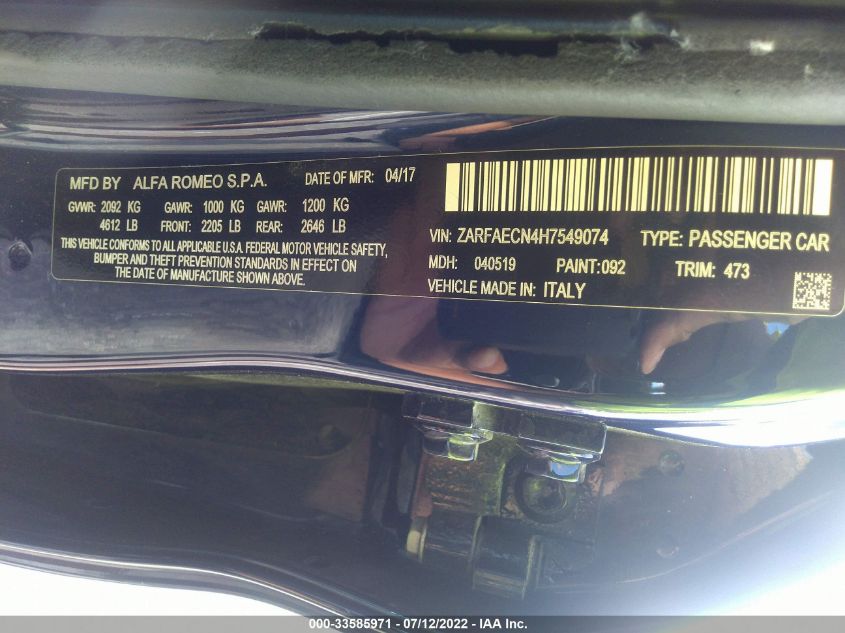 MFD BY ALFA ROMEO S.P.A. DATE OF MFR: 04/17
GVWR: 2092 KG GAWR: 1000 KG GAWR: 1200 KG
4612 LB FRONT: 2205 LB REAR: 2646 LB
THIS VEHICLE CONFORMS TO ALL APPLICABLE U.S.A. FEDERAL MOTOR VEHICLE SAFETY,
BUMPER AND THEFT PREVENTION STANDARDS IN EFFECT ON
THE DATE OF MANUFACTURE SHOWN ABOVE.
VIN: ZARFAECN4H7549074 TYPE: PASSENGER CAR
MDH: 040519 PAINT:092 TRIM: 473
VEHICLE MADE IN: ITALY
000-33585971 - 07/12/2022 - IAA Inc.